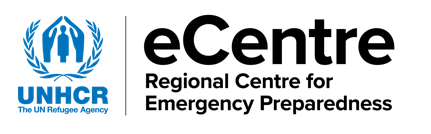 UNHCR
The UN Refugee Agency
eCentre
Regional Centre for
Emergency Preparedness